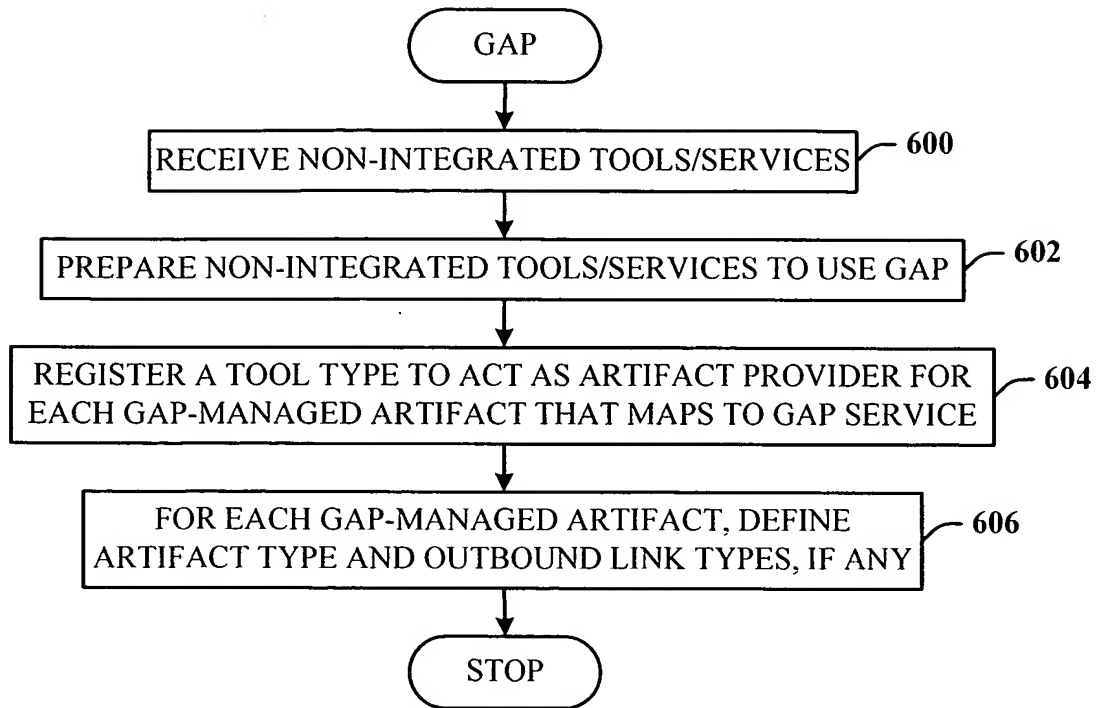 GAP
RECEIVE NON-INTEGRATED TOOLS/SERVICES
600
PREPARE NON-INTEGRATED TOOLS/SERVICES TO USE GAP
602
REGISTER A TOOL TYPE TO ACT AS ARTIFACT PROVIDER FOR
EACH GAP-MANAGED ARTIFACT THAT MAPS TO GAP SERVICE
604
FOR EACH GAP-MANAGED ARTIFACT, DEFINE
ARTIFACT TYPE AND OUTBOUND LINK TYPES, IF ANY
606
STOP